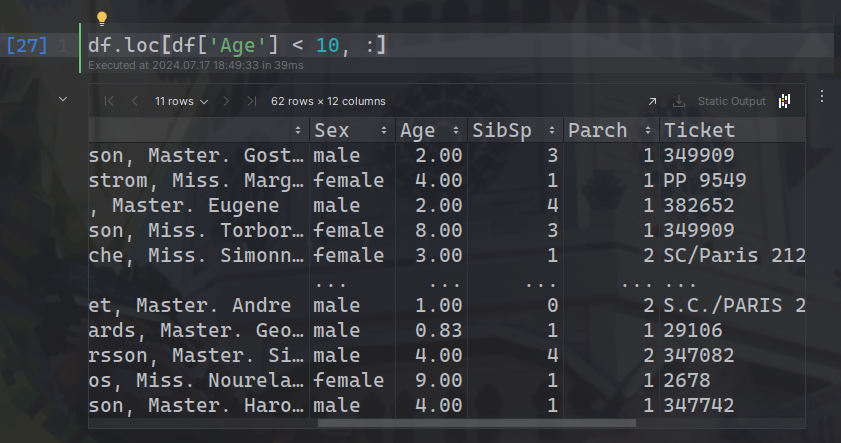 [27] 1 df.loc[df['Age'] < 10, :]
Executed at 2024.07.17 18:49:33 in 39ms
11 rows 62 rows × 12 columns Static Output
Sex Age SibSp Parch Ticket
son, Master. Gost… male 2.00 3 1 349909
strom, Miss. Marg… female 4.00 1 1 PP 9549
, Master. Eugene male 2.00 4 1 382652
son, Miss. Torbor… female 8.00 3 1 349909
che, Miss. Simonn… female 3.00 1 2 SC/Paris 212
... ... ... ... ...
et, Master. Andre male 1.00 0 2 S.C./PARIS 2
ards, Master. Geo… male 0.83 1 1 29106
rsson, Master. Si… male 4.00 4 2 347082
os, Miss. Nourela… female 9.00 1 1 2678
son, Master. Haro… male 4.00 1 1 347742